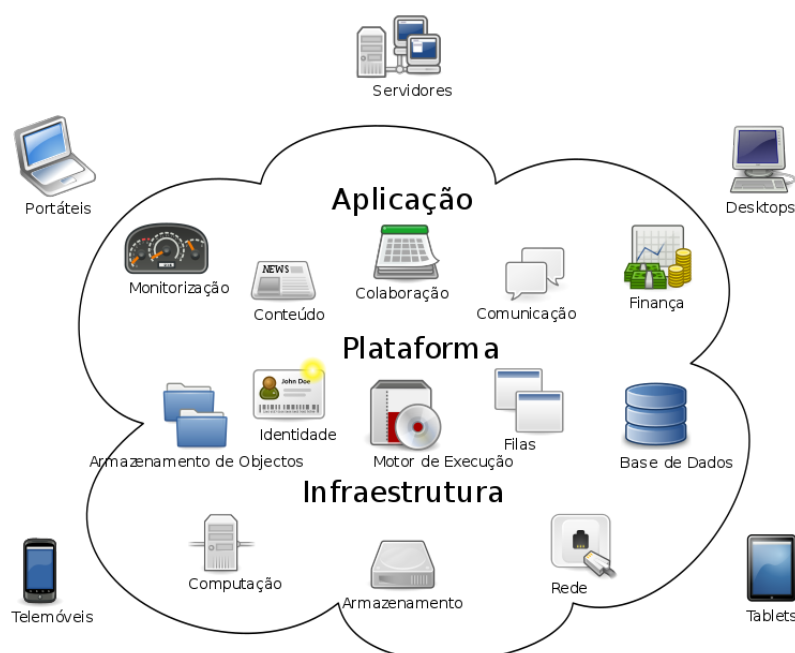 Servidores
Portáteis
Desktops
Aplicação
Monitorização
NEWS
Conteúdo
Colaboração
Comunicação
Finança
Plataforma
John Doe
Identidade
Armazenamento de Objectos
Motor de Execução
Filas
Base de Dados
Infraestrutura
Computação
Armazenamento
Rede
Telemóveis
Tablets